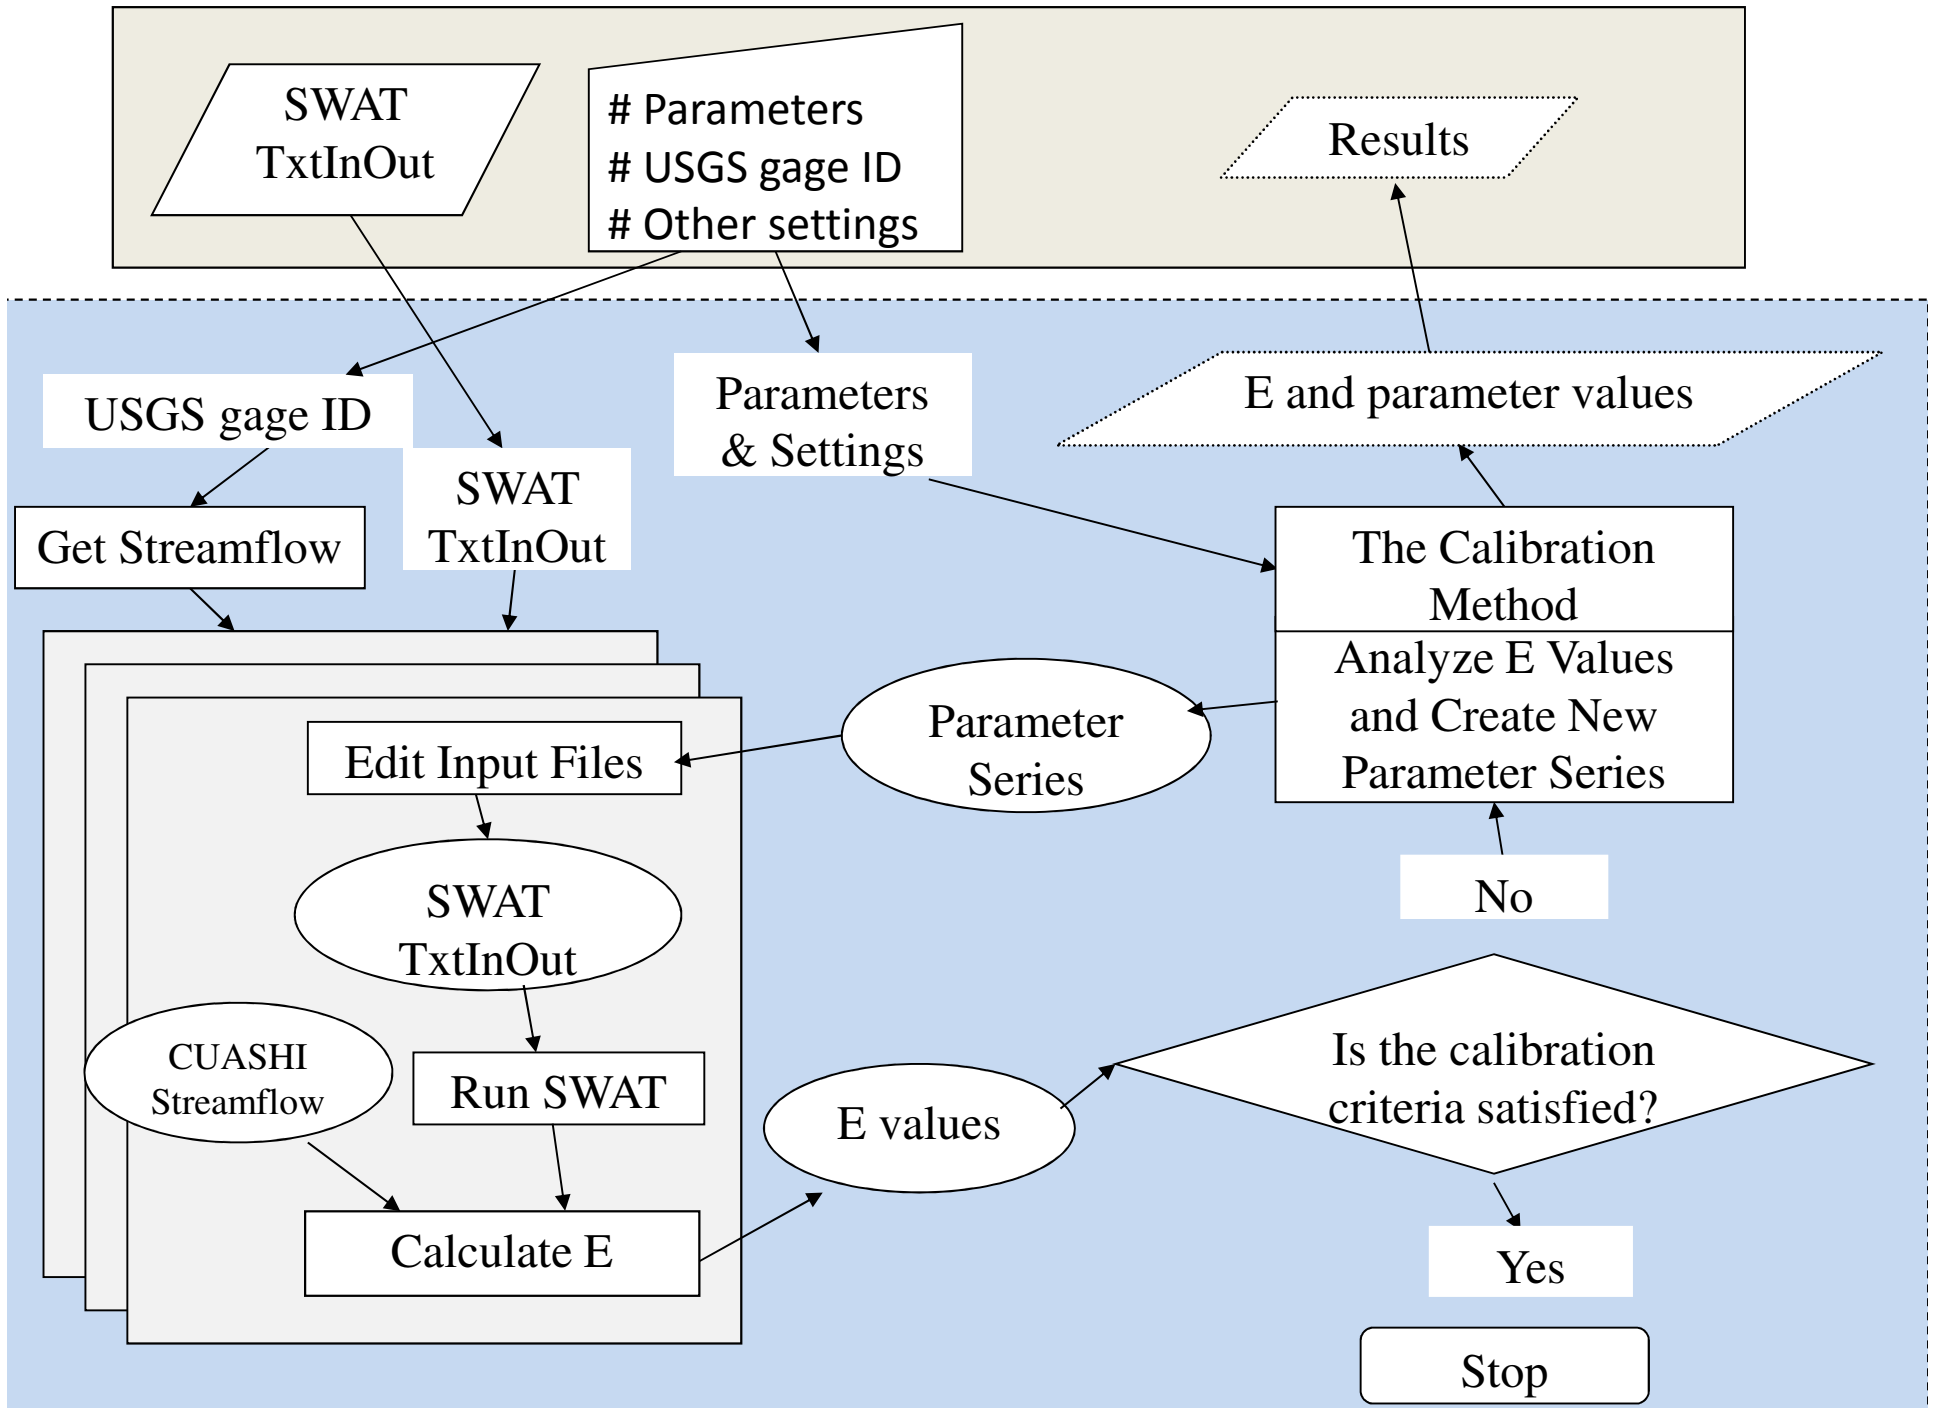 SWAT
TxtInOut
# Parameters
# USGS gage ID
# Other settings
Results
USGS gage ID
SWAT
TxtInOut
Parameters
& Settings
E and parameter values
Get Streamflow
The Calibration
Method
Analyze E Values
and Create New
Parameter Series
Parameter
Series
Edit Input Files
SWAT
TxtInOut
No
CUASHI
Streamflow
Run SWAT
E values
Is the calibration
criteria satisfied?
Calculate E
Yes
Stop